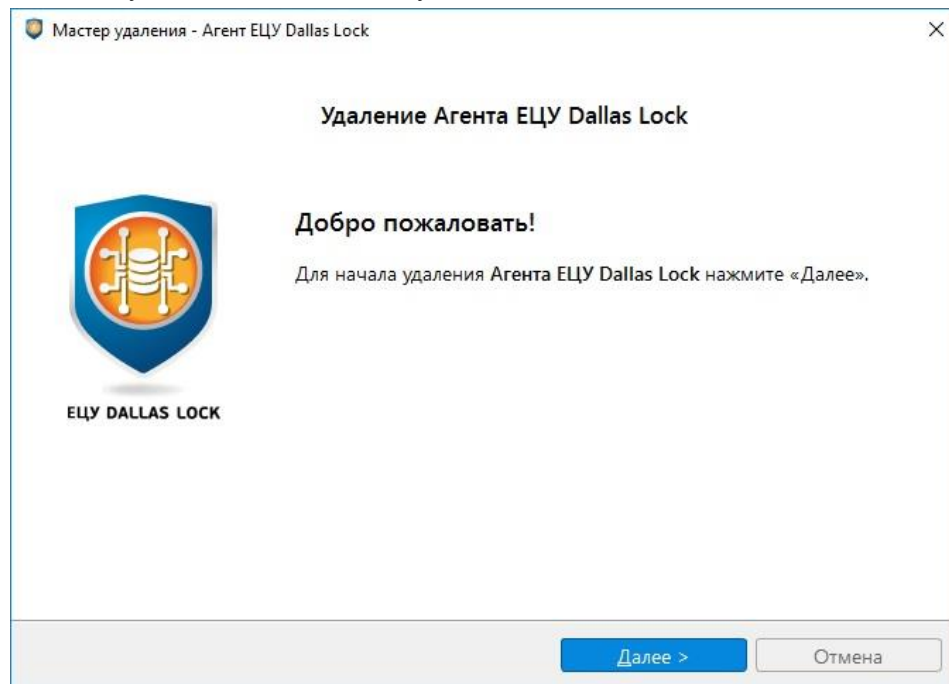 Мастер удаления - Агент ЕЦУ Dallas Lock
Удаление Агента ЕЦУ Dallas Lock
Добро пожаловать!
Для начала удаления Агента ЕЦУ Dallas Lock нажмите «Далее».
ЕЦУ DALLAS LOCK
Далее >
Отмена